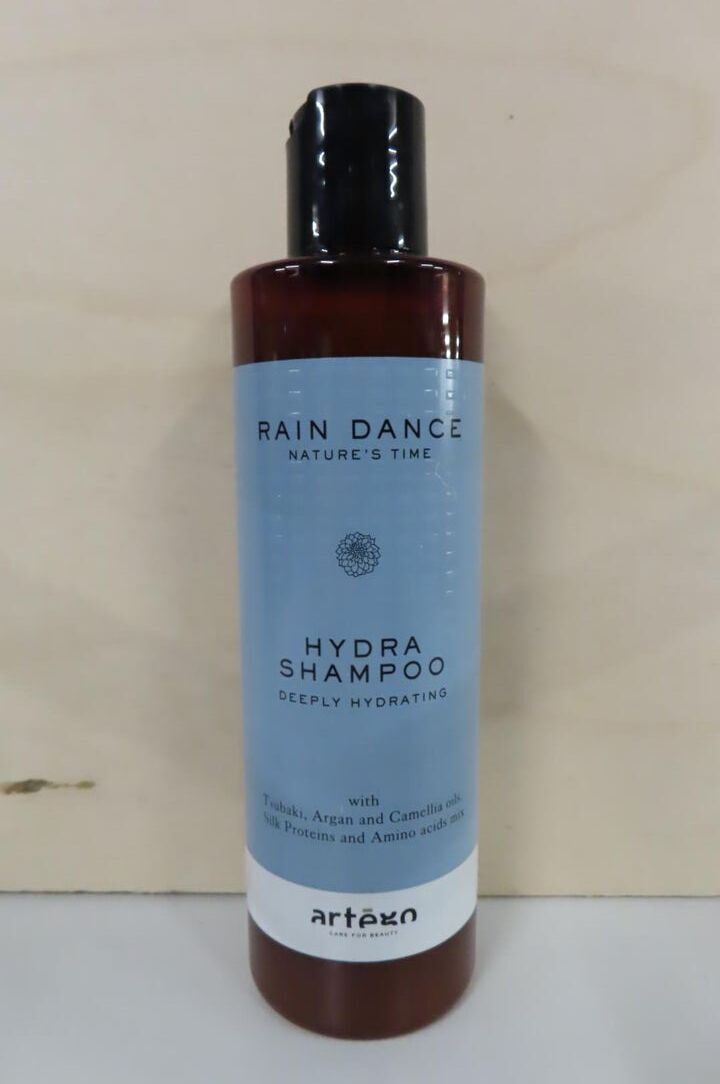 RAIN DANCE
NATURE'S TIME
HYDRA
SHAMPOO
DEEPLY HYDRATING
with
Tsubaki, Argan and Camellia oils,
Silk Proteins and Amino acids mix
artēgo
CARE FOR BEAUTY